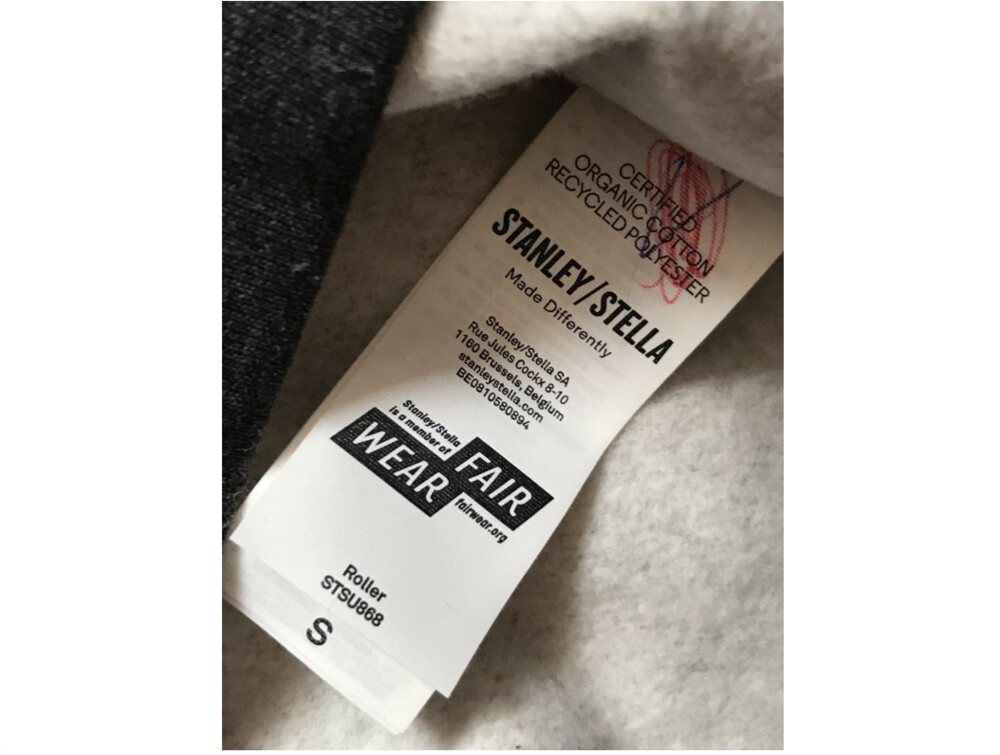 CERTIFIED
ORGANIC COTTON
RECYCLED POLYESTER
STANLEY/STELLA
Made Differently
Stanley/Stella SA
Rue Jules Cockx 8-10
1160 Brussels, Belgium
stanleystella.com
BE0810580894
Stanley/Stella
is a member of
FAIR
WEAR
fairwear.org
Roller
STSU868
S